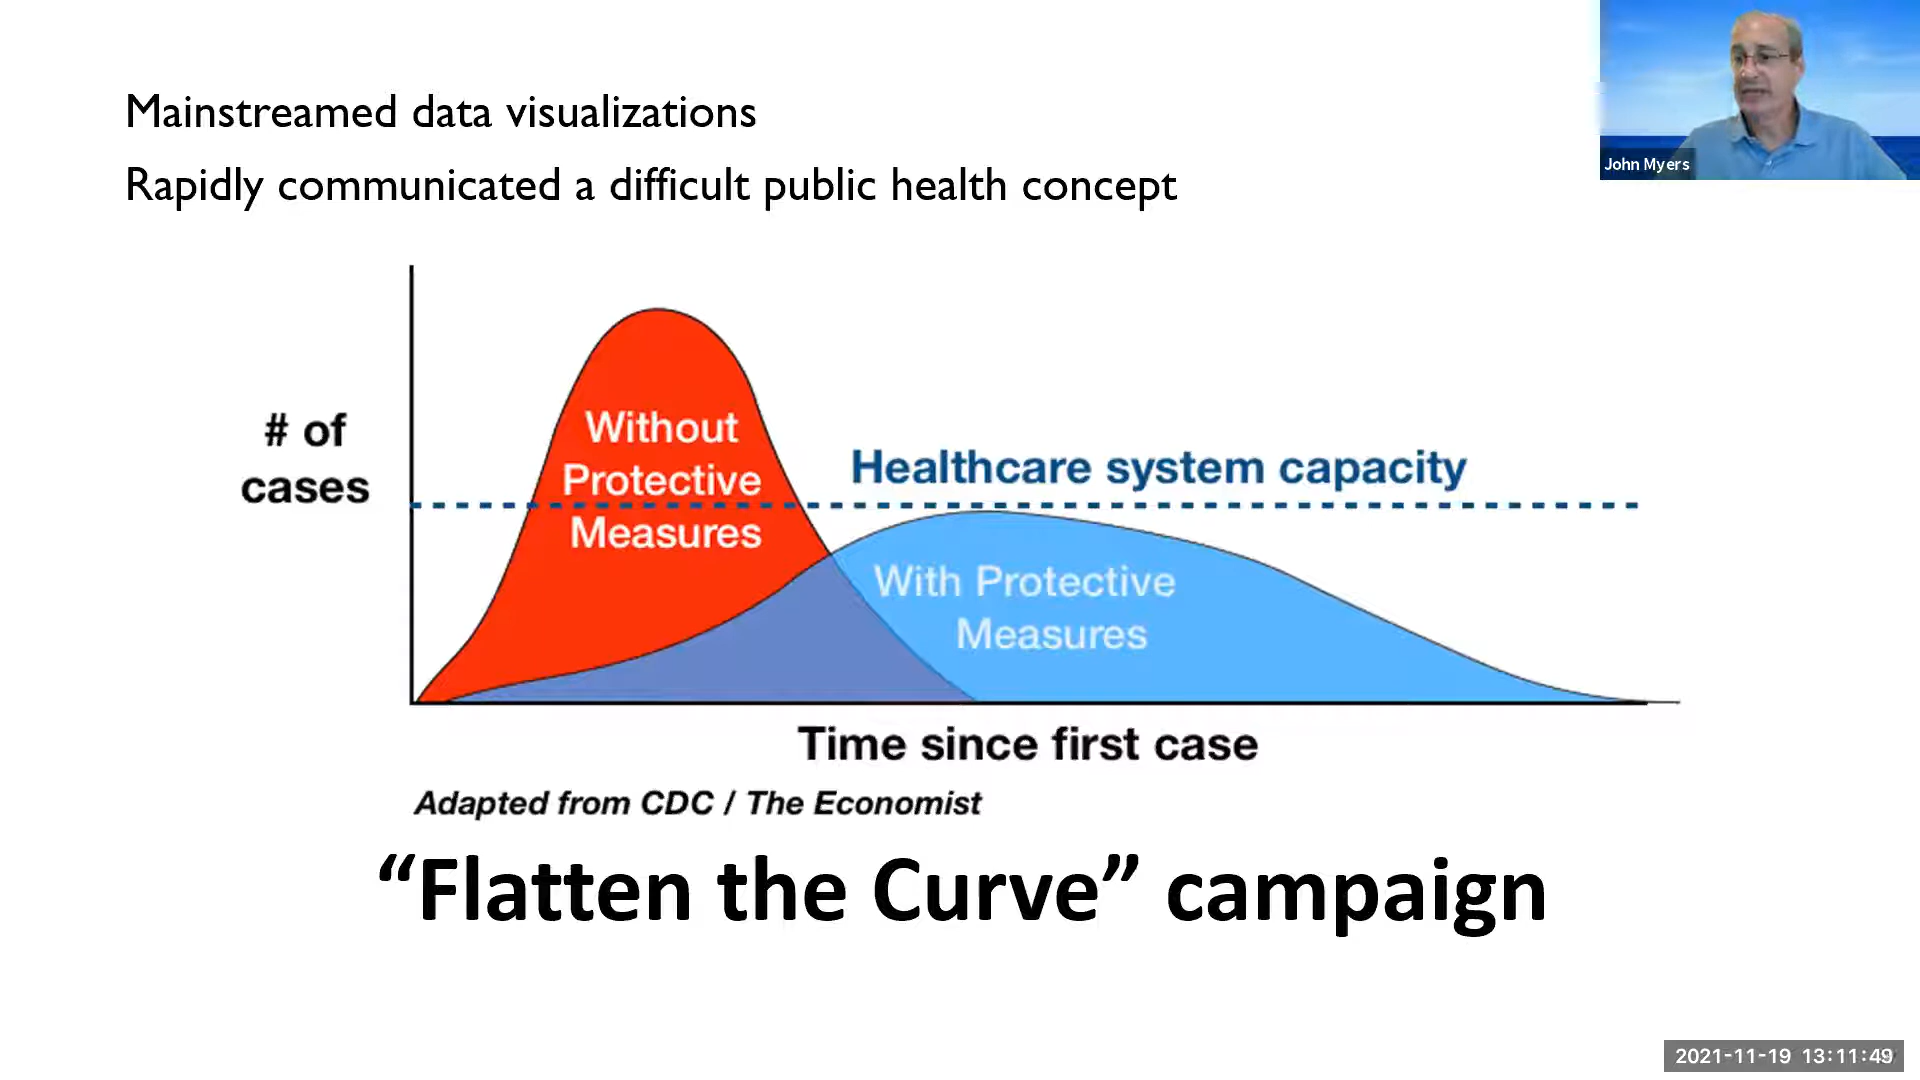 Mainstreamed data visualizations
Rapidly communicated a difficult public health concept
John Myers
# of
cases
Without
Protective
Measures
Healthcare system capacity
With Protective
Measures
Time since first case
Adapted from CDC / The Economist
“Flatten the Curve” campaign
2021-11-19 13:11:49